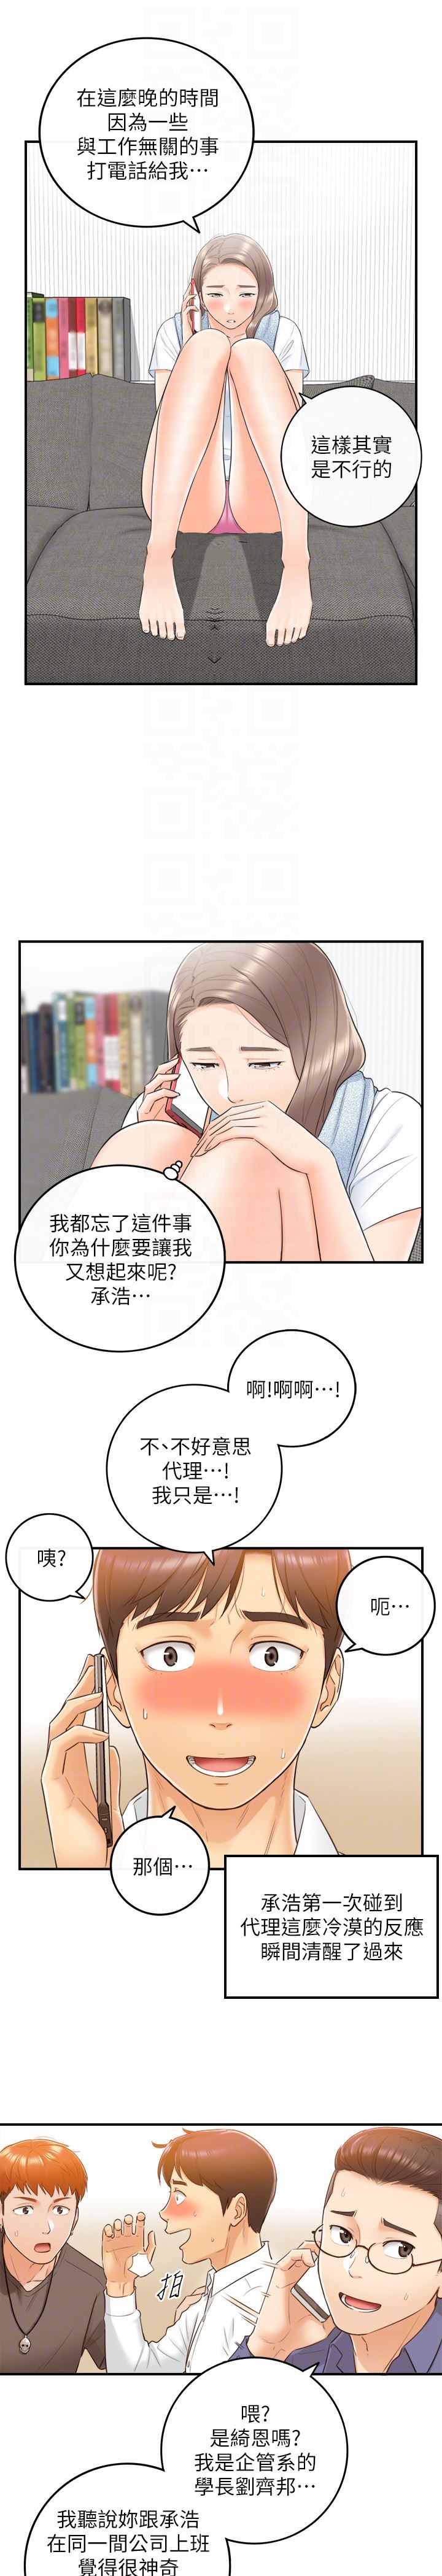 在這麼晚的時間
因為一些
與工作無關的事
打電話給我⋯
這樣其實
是不行的
我都忘了這件事
你為什麼要讓我
又想起來呢?
承浩⋯
啊!啊啊⋯!
不、不好意思
代理⋯!
我只是⋯!
咦?
呃⋯
那個⋯
承浩第一次碰到
代理這麼冷漠的反應
瞬間清醒了過來
拍
喂?
是綺恩嗎?
我是企管系的
學長劉齊邦⋯
我聽說妳跟承浩
在同一間公司上班
覺得很神奇